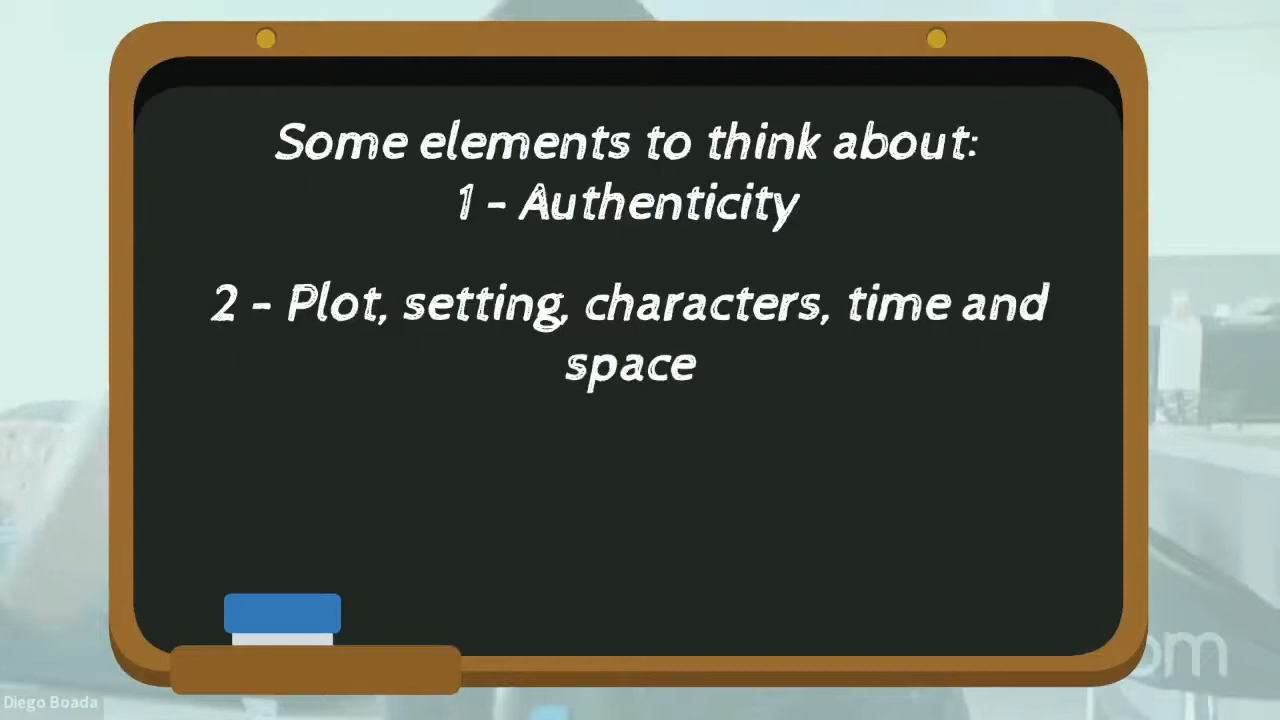 Some elements to think about:
1 - Authenticity
2 - Plot, setting, characters, time and
space
Diego Boada